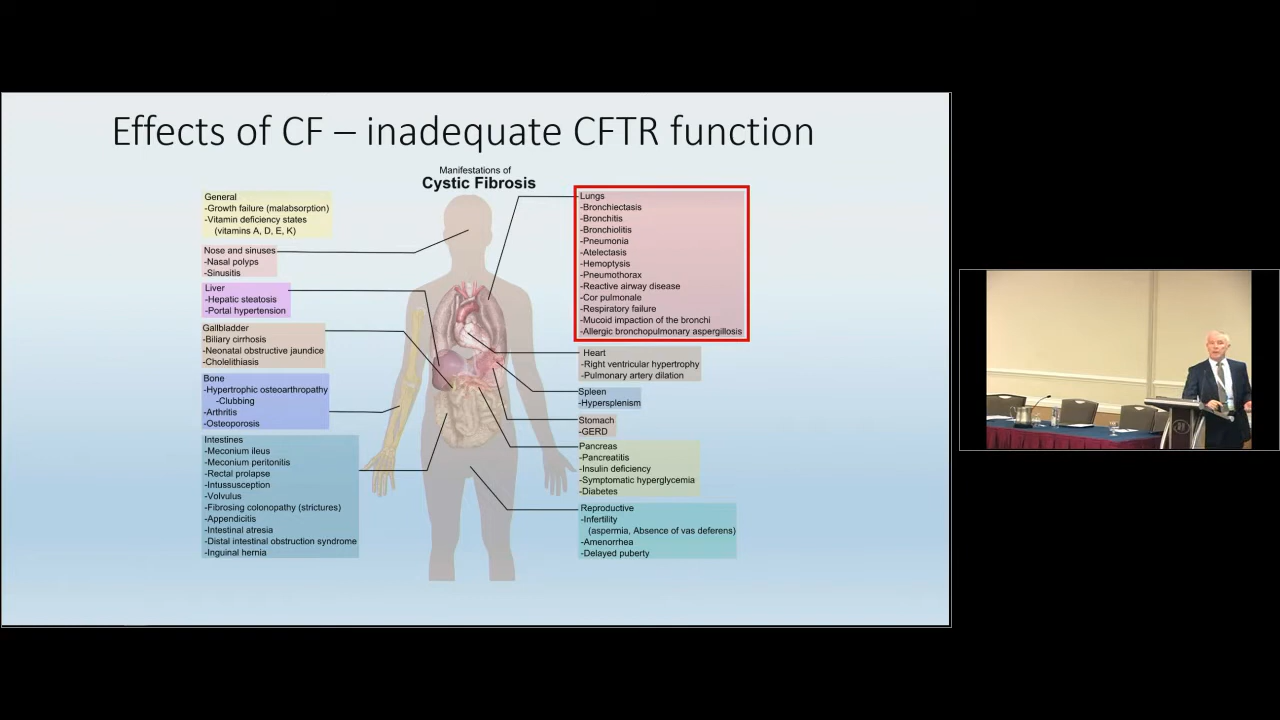 Effects of CF – inadequate CFTR function
Manifestations of
Cystic Fibrosis
General
-Growth failure (malabsorption)
-Vitamin deficiency states
(vitamins A, D, E, K)
Nose and sinuses
-Nasal polyps
-Sinusitis
Liver
-Hepatic steatosis
-Portal hypertension
Gallbladder
-Biliary cirrhosis
-Neonatal obstructive jaundice
-Cholelithiasis
Bone
-Hypertrophic osteoarthropathy
-Clubbing
-Arthritis
-Osteoporosis
Intestines
-Meconium ileus
-Meconium peritonitis
-Rectal prolapse
-Intussusception
-Volvulus
-Fibrosing colonopathy (strictures)
-Appendicitis
-Intestinal atresia
-Distal intestinal obstruction syndrome
-Inguinal hernia
Lungs
-Bronchiectasis
-Bronchitis
-Bronchiolitis
-Pneumonia
-Atelectasis
-Hemoptysis
-Pneumothorax
-Reactive airway disease
-Cor pulmonale
-Respiratory failure
-Mucoid impaction of the bronchi
-Allergic bronchopulmonary aspergillosis
Heart
-Right ventricular hypertrophy
-Pulmonary artery dilation
Spleen
-Hypersplenism
Stomach
-GERD
Pancreas
-Pancreatitis
-Insulin deficiency
-Symptomatic hyperglycemia
-Diabetes
Reproductive
-Infertility
(aspermia, Absence of vas deferens)
-Amenorrhea
-Delayed puberty